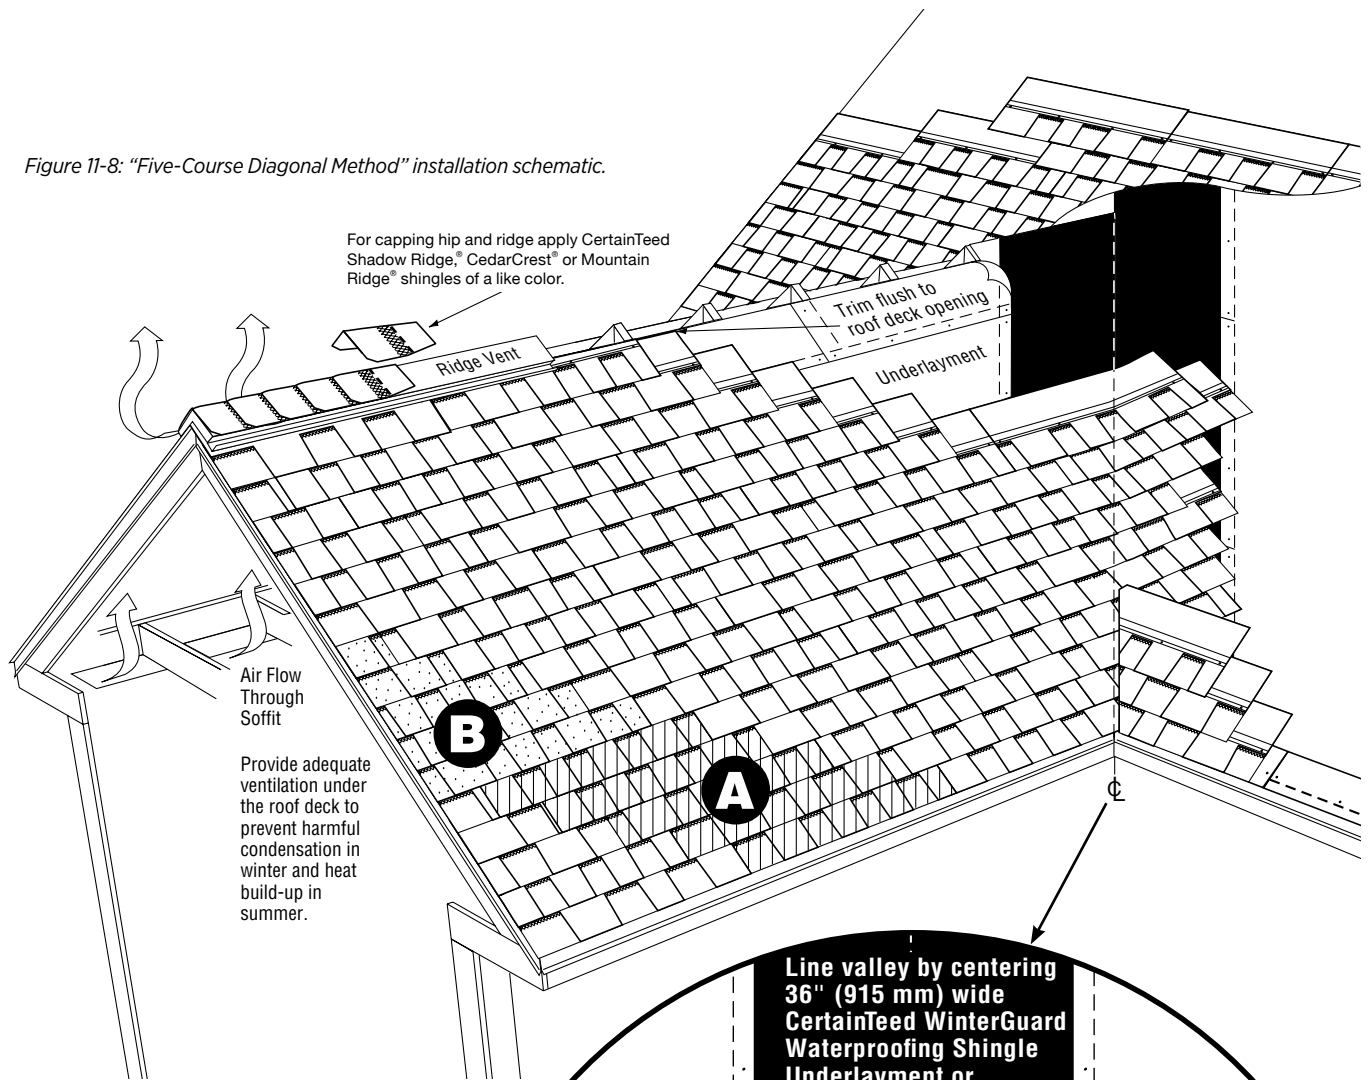 Figure 11-8: “Five-Course Diagonal Method” installation schematic.
For capping hip and ridge apply CertainTeed
Shadow Ridge,® CedarCrest® or Mountain
Ridge® shingles of a like color.
Trim flush to
roof deck opening
Ridge Vent
Underlayment
Air Flow
Through
Soffit
Provide adequate
ventilation under
the roof deck to
prevent harmful
condensation in
winter and heat
build-up in
summer.
B
A
℄
Line valley by centering
36" (915 mm) wide
CertainTeed WinterGuard
Waterproofing Shingle
Underlayment or